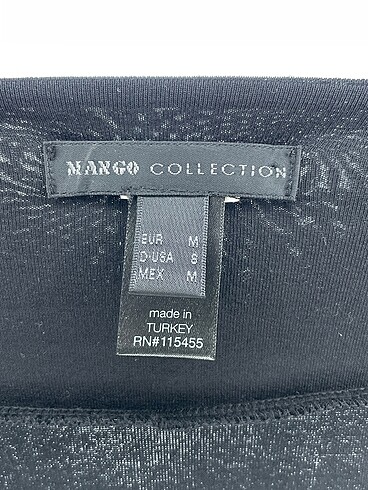 MANGO COLLECTION
EUR M
D·USA S
MEX M
made in
TURKEY
RN#115455